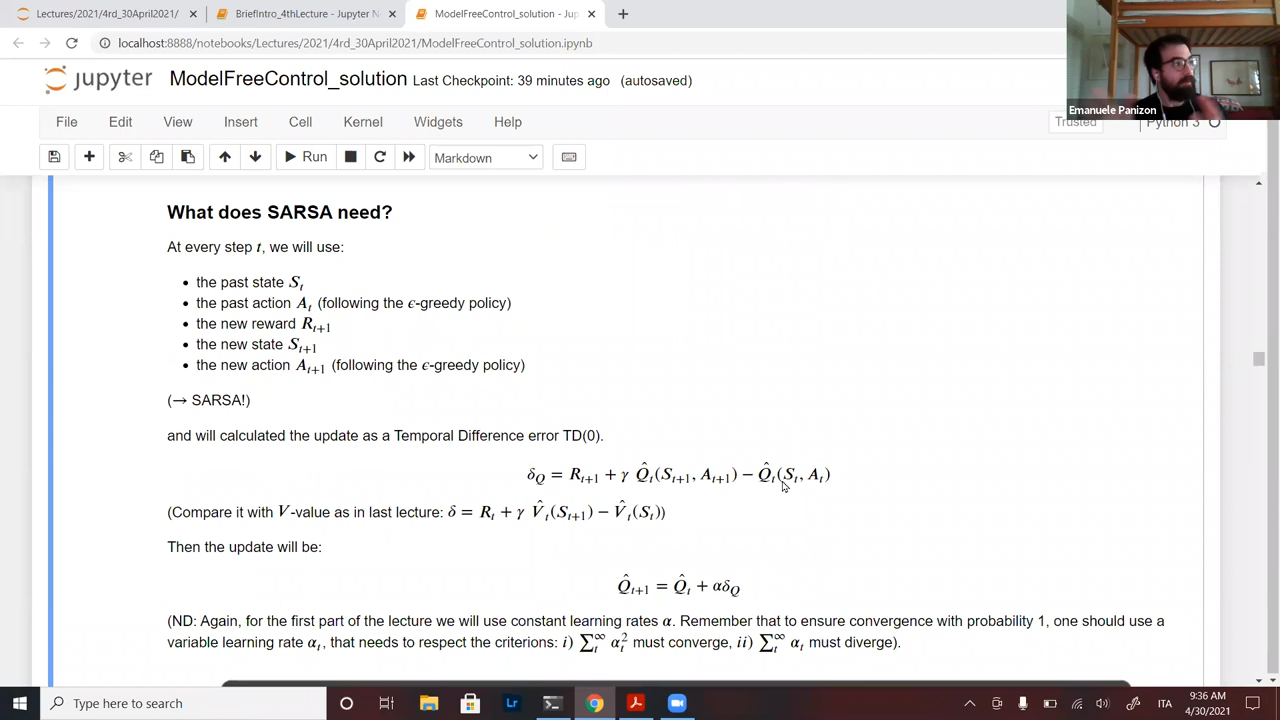 Lectures/2021/4rd_30April2021/
BriefIntro_4thLecture - Jupyter N
ModelFreeControl_solution - Jup
localhost:8888/notebooks/Lectures/2021/4rd_30April2021/ModelFreeControl_solution.ipynb
jupyter ModelFreeControl_solution Last Checkpoint: 39 minutes ago (autosaved)
Emanuele Panizon
File Edit View Insert Cell Kernel Widgets Help
Trusted Python 3
Run Markdown
What does SARSA need?
At every step t, we will use:
• the past state S_t
• the past action A_t (following the ϵ-greedy policy)
• the new reward R_{t+1}
• the new state S_{t+1}
• the new action A_{t+1} (following the ϵ-greedy policy)
(→ SARSA!)
and will calculated the update as a Temporal Difference error TD(0).
δ_Q = R_{t+1} + γ Q̂_t(S_{t+1}, A_{t+1}) − Q̂_t(S_t, A_t)
(Compare it with V-value as in last lecture: δ = R_t + γ V̂_t(S_{t+1}) − V̂_t(S_t))
Then the update will be:
Q̂_{t+1} = Q̂_t + αδ_Q
(ND: Again, for the first part of the lecture we will use constant learning rates α. Remember that to ensure convergence with probability 1, one should use a
variable learning rate α_t, that needs to respect the criterions: i) ∑_t^∞ α_t^2 must converge, ii) ∑_t^∞ α_t must diverge).
Type here to search
ITA
9:36 AM
4/30/2021